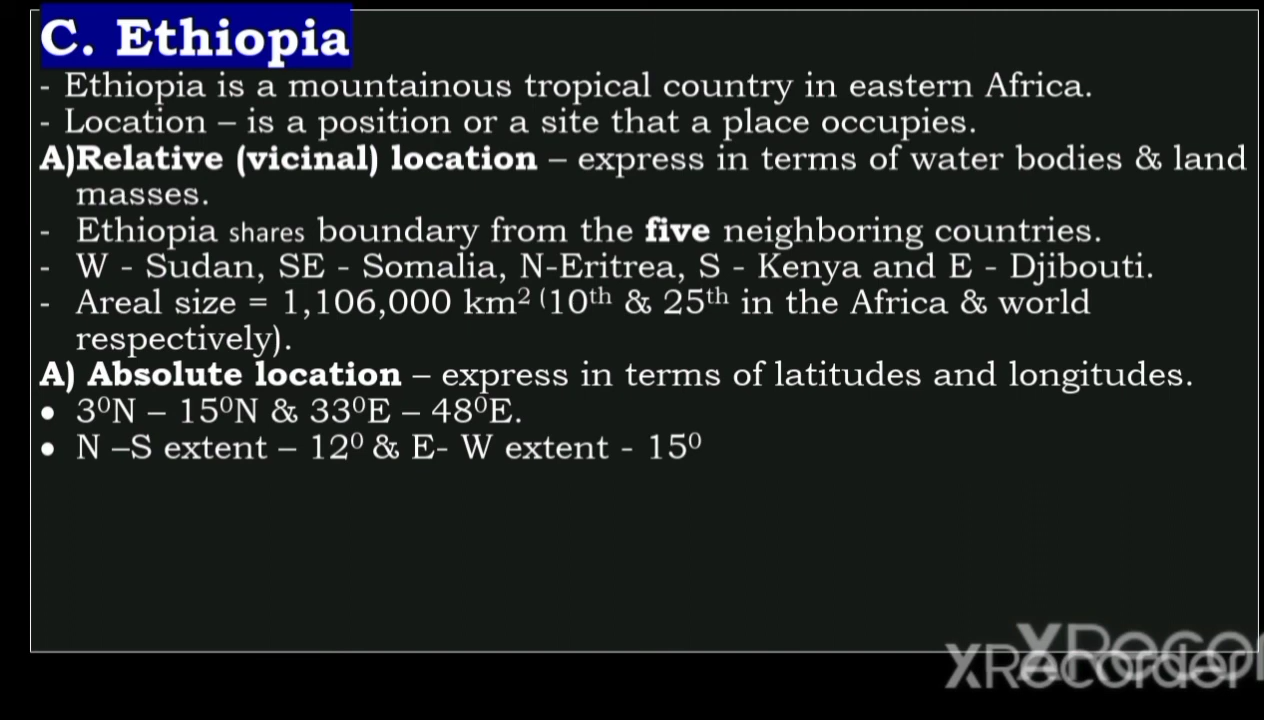 C. Ethiopia
- Ethiopia is a mountainous tropical country in eastern Africa.
- Location – is a position or a site that a place occupies.
A)Relative (vicinal) location – express in terms of water bodies & land
masses.
- Ethiopia shares boundary from the five neighboring countries.
- W - Sudan, SE - Somalia, N-Eritrea, S - Kenya and E - Djibouti.
- Areal size = 1,106,000 km² (10th & 25th in the Africa & world
respectively).
A) Absolute location – express in terms of latitudes and longitudes.
• 3⁰N – 15⁰N & 33⁰E – 48⁰E.
• N –S extent – 12⁰ & E- W extent - 15⁰
XRecorder